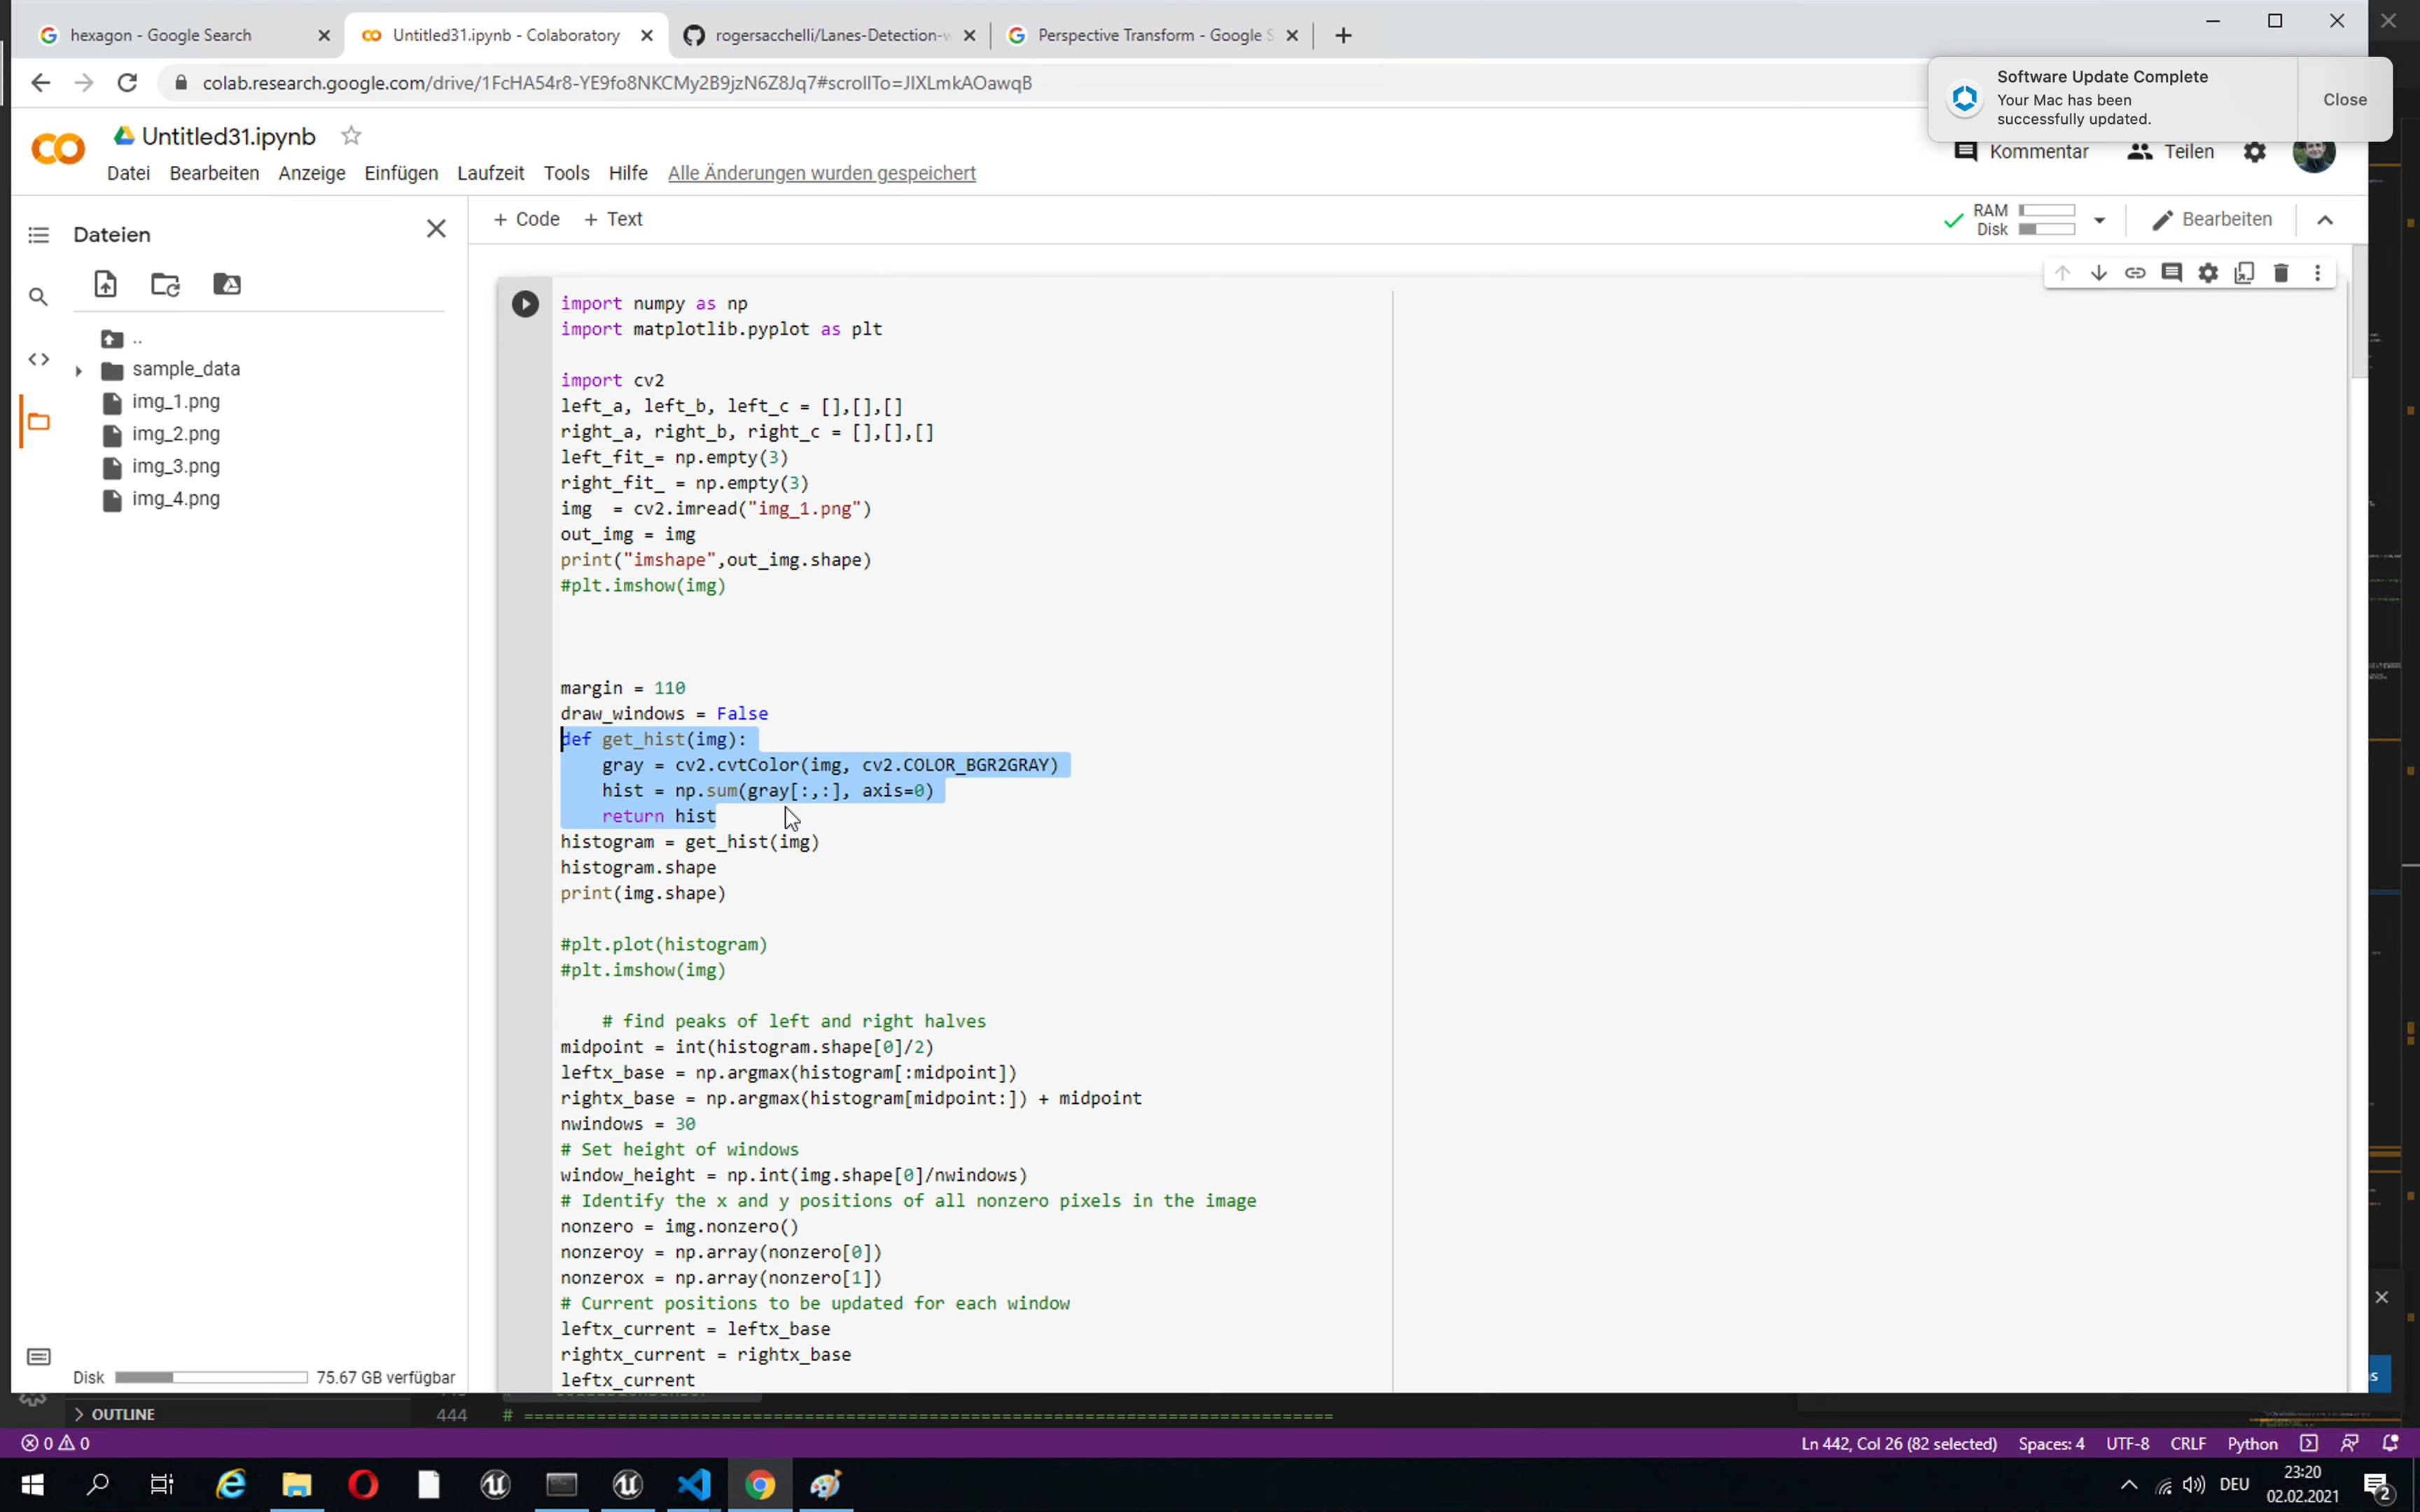 hexagon - Google Search
Untitled31.ipynb - Colaboratory
rogersacchelli/Lanes-Detection-w
Perspective Transform - Google S
colab.research.google.com/drive/1FcHA54r8-YE9fo8NKCMy2B9jzN6Z8Jq7#scrollTo=JIXLmkAOawqB
Software Update Complete
Your Mac has been
successfully updated.
Close
Untitled31.ipynb
Kommentar
Teilen
Datei Bearbeiten Anzeige Einfügen Laufzeit Tools Hilfe Alle Änderungen wurden gespeichert
Dateien
+ Code + Text
RAM
Disk
Bearbeiten
..
sample_data
img_1.png
img_2.png
img_3.png
img_4.png
Disk
75.67 GB verfügbar
import numpy as np
import matplotlib.pyplot as plt
import cv2
left_a, left_b, left_c = [],[],[]
right_a, right_b, right_c = [],[],[]
left_fit_= np.empty(3)
right_fit_ = np.empty(3)
img  = cv2.imread("img_1.png")
out_img = img
print("imshape",out_img.shape)
#plt.imshow(img)
margin = 110
draw_windows = False
def get_hist(img):
    gray = cv2.cvtColor(img, cv2.COLOR_BGR2GRAY)
    hist = np.sum(gray[:,:], axis=0)
    return hist
histogram = get_hist(img)
histogram.shape
print(img.shape)
#plt.plot(histogram)
#plt.imshow(img)
    # find peaks of left and right halves
midpoint = int(histogram.shape[0]/2)
leftx_base = np.argmax(histogram[:midpoint])
rightx_base = np.argmax(histogram[midpoint:]) + midpoint
nwindows = 30
# Set height of windows
window_height = np.int(img.shape[0]/nwindows)
# Identify the x and y positions of all nonzero pixels in the image
nonzero = img.nonzero()
nonzeroy = np.array(nonzero[0])
nonzerox = np.array(nonzero[1])
# Current positions to be updated for each window
leftx_current = leftx_base
rightx_current = rightx_base
leftx_current
OUTLINE
444 # ==============================================================================
0 0
Ln 442, Col 26 (82 selected) Spaces: 4 UTF-8 CRLF Python
DEU
23:20
02.02.2021
2